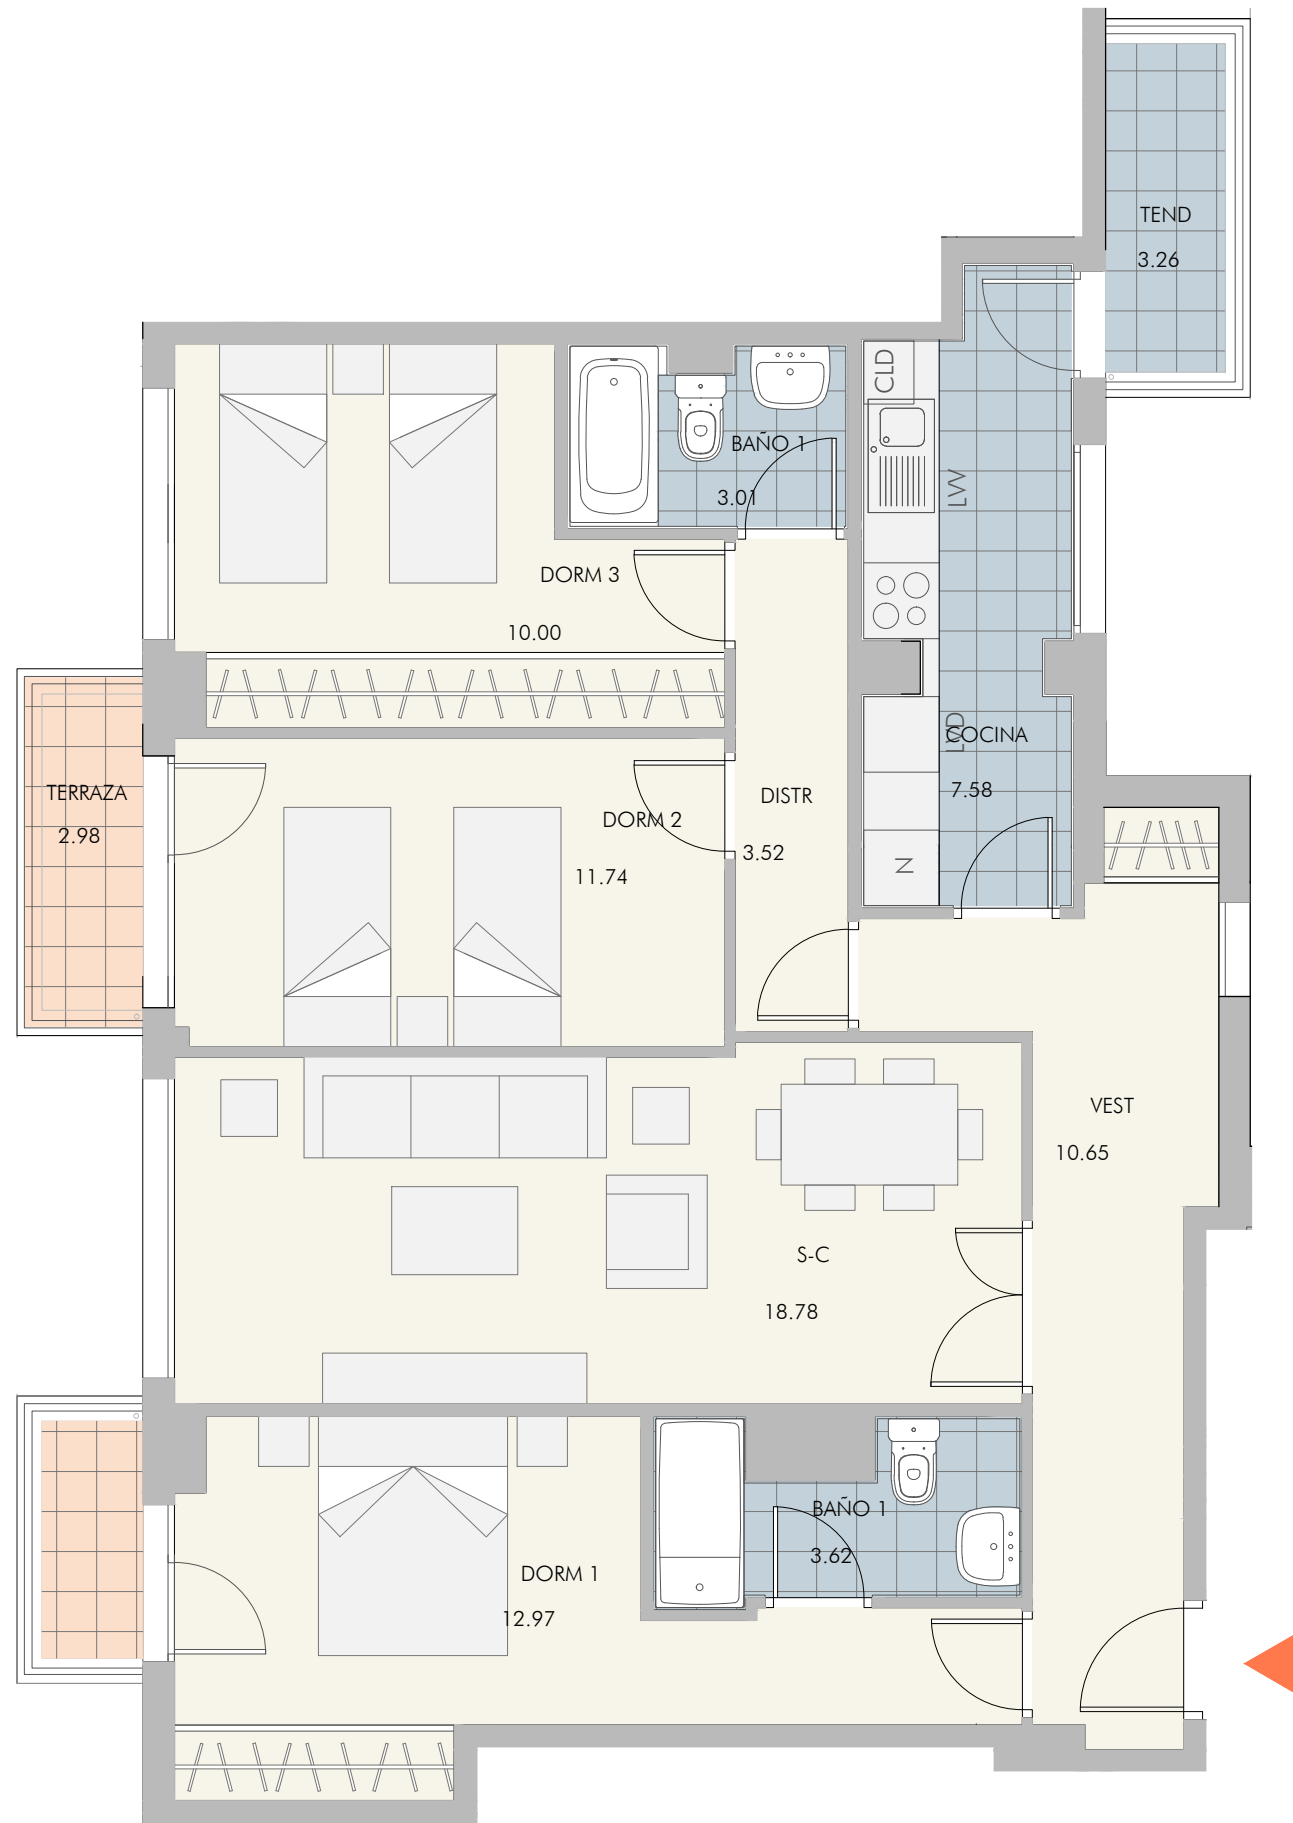 TEND
3.26
CLD
BAÑO 1
3.01
LVV
DORM 3
10.00
LVD
COCINA
7.58
TERRAZA
2.98
DISTR
3.52
DORM 2
11.74
N
VEST
10.65
S-C
18.78
BAÑO 1
3.62
DORM 1
12.97